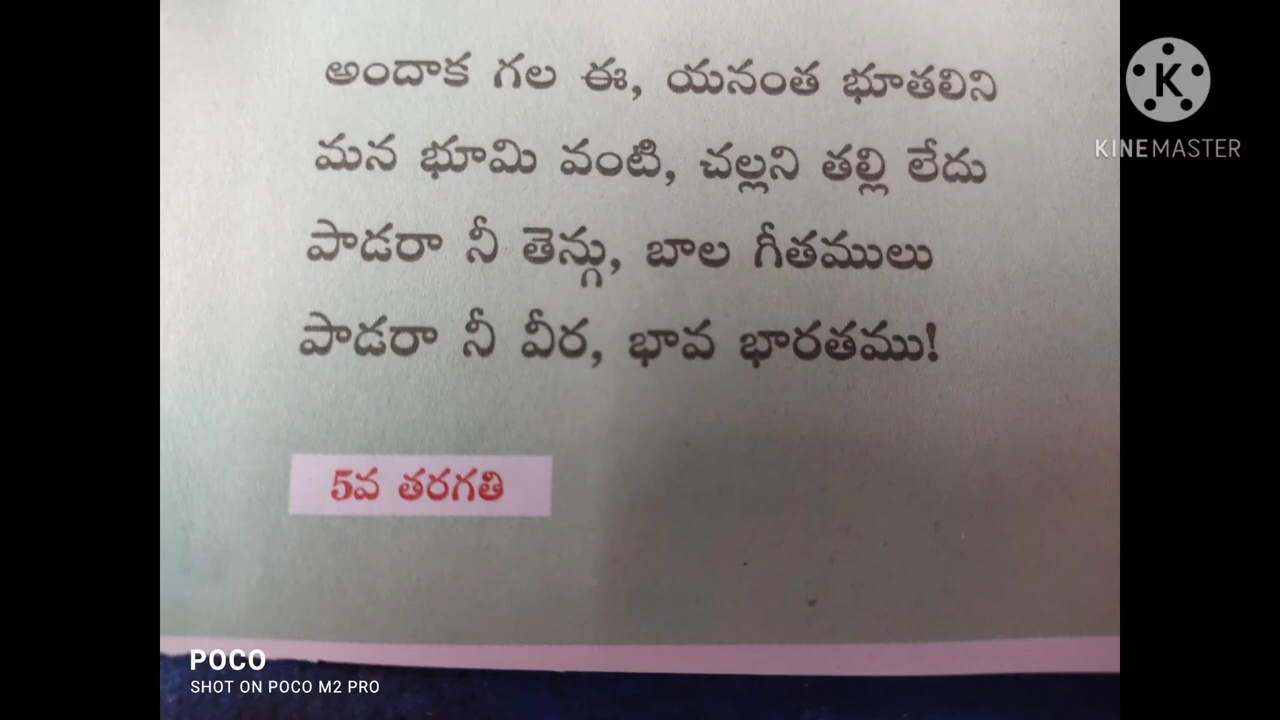 అందాక గల ఈ, యనంత భూతలిని
మన భూమి వంటి, చల్లని తల్లి లేదు
పాడరా నీ తెన్గు, బాల గీతములు
పాడరా నీ వీర, భావ భారతము!
5వ తరగతి
KINEMASTER
POCO
SHOT ON POCO M2 PRO